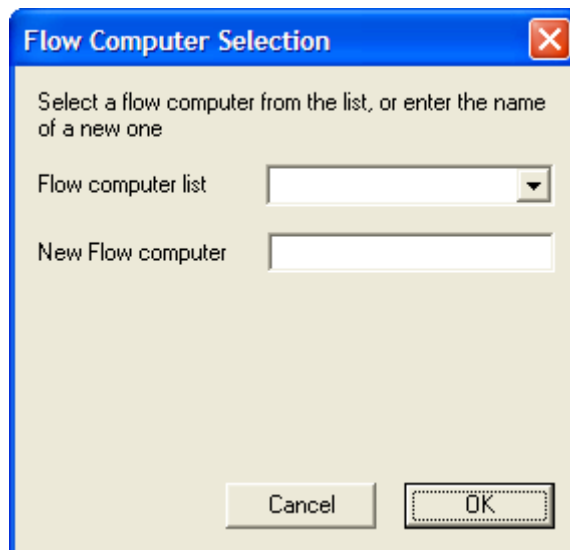 Flow Computer Selection
Select a flow computer from the list, or enter the name
of a new one
Flow computer list
New Flow computer
Cancel OK